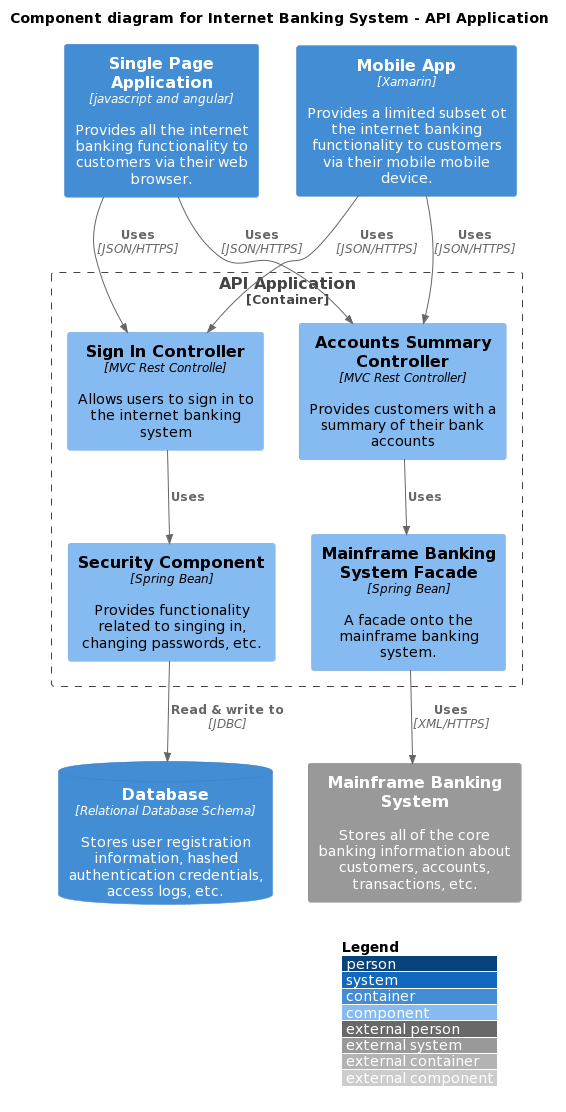 Component diagram for Internet Banking System - API Application
Single Page
Application
[javascript and angular]
Provides all the internet
banking functionality to
customers via their web
browser.
Mobile App
[Xamarin]
Provides a limited subset ot
the internet banking
functionality to customers
via their mobile mobile
device.
Uses
[JSON/HTTPS]
Uses
[JSON/HTTPS]
Uses
[JSON/HTTPS]
Uses
[JSON/HTTPS]
API Application
[Container]
Sign In Controller
[MVC Rest Controlle]
Allows users to sign in to
the internet banking
system
Accounts Summary
Controller
[MVC Rest Controller]
Provides customers with a
summary of their bank
accounts
Uses
Uses
Security Component
[Spring Bean]
Provides functionality
related to singing in,
changing passwords, etc.
Mainframe Banking
System Facade
[Spring Bean]
A facade onto the
mainframe banking
system.
Read & write to
[JDBC]
Uses
[XML/HTTPS]
Database
[Relational Database Schema]
Stores user registration
information, hashed
authentication credentials,
access logs, etc.
Mainframe Banking
System
Stores all of the core
banking information about
customers, accounts,
transactions, etc.
Legend
person
system
container
component
external person
external system
external container
external component